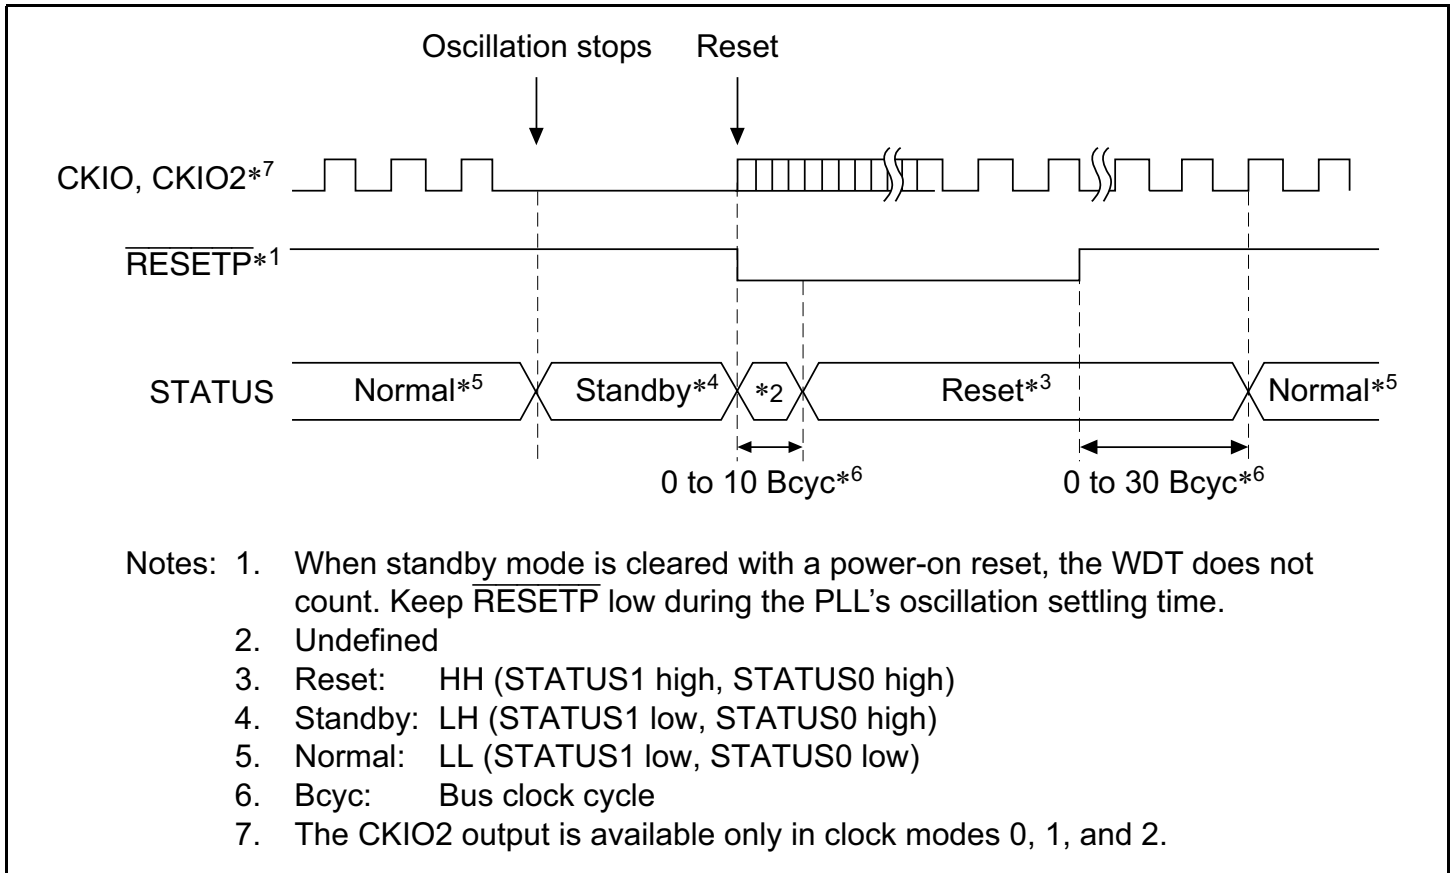 Oscillation stops Reset
CKIO, CKIO2*7
RESETP*1
STATUS Normal*5 Standby*4 *2 Reset*3 Normal*5
0 to 10 Bcyc*6 0 to 30 Bcyc*6
Notes: 1. When standby mode is cleared with a power-on reset, the WDT does not
count. Keep RESETP low during the PLL's oscillation settling time.
2. Undefined
3. Reset: HH (STATUS1 high, STATUS0 high)
4. Standby: LH (STATUS1 low, STATUS0 high)
5. Normal: LL (STATUS1 low, STATUS0 low)
6. Bcyc: Bus clock cycle
7. The CKIO2 output is available only in clock modes 0, 1, and 2.